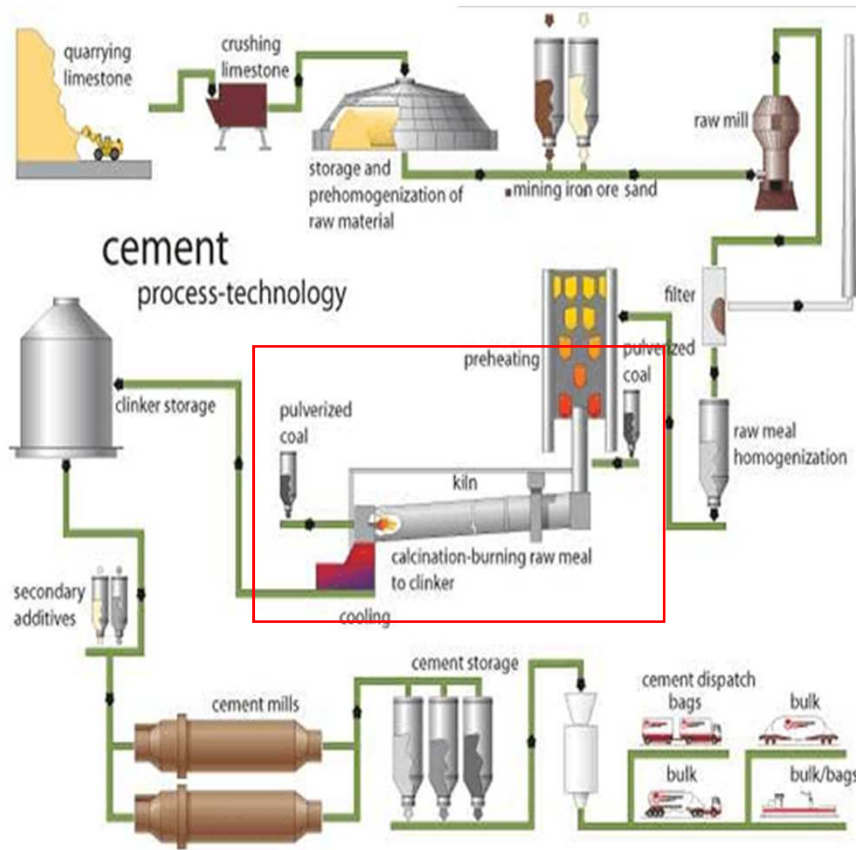 quarrying
limestone
crushing
limestone
storage and
prehomogenization of
raw material
mining iron ore sand
raw mill
cement
process-technology
filter
preheating
pulverized
coal
clinker storage
pulverized
coal
raw meal
homogenization
kiln
calcination-burning raw meal
to clinker
cooling
secondary
additives
cement storage
cement mills
cement dispatch
bags
bulk
bulk
bulk/bags